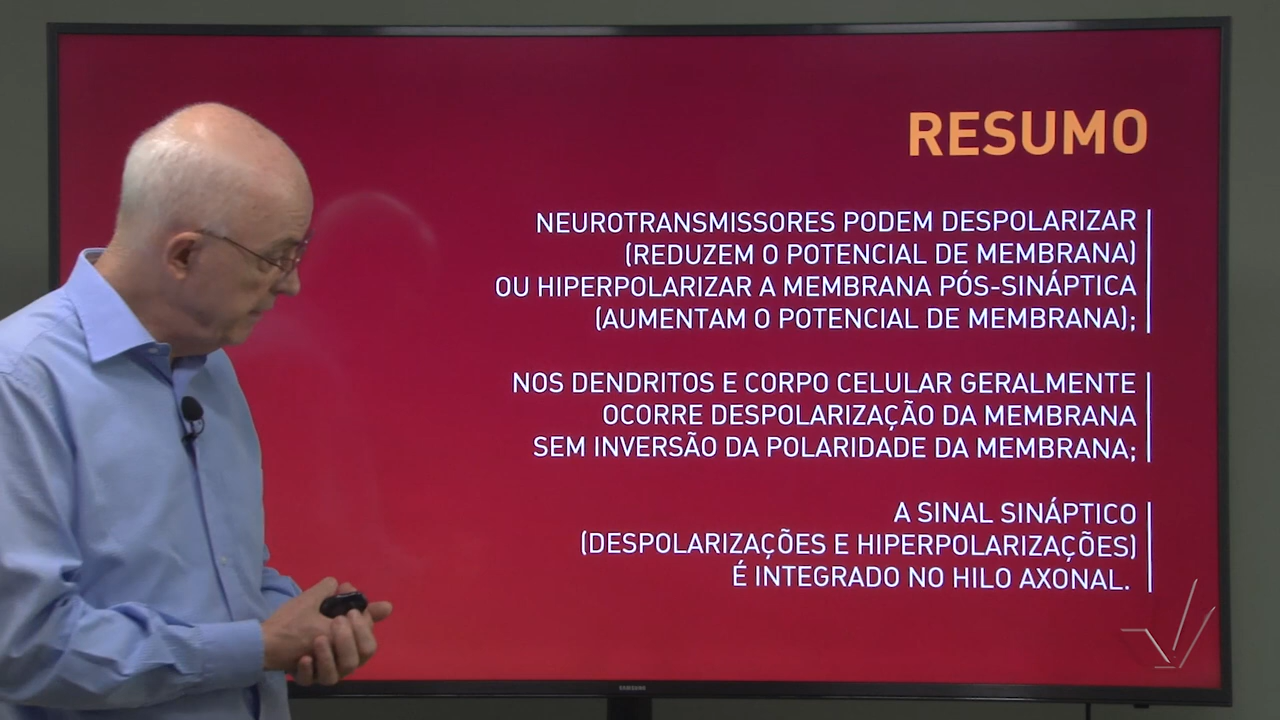 RESUMO
NEUROTRANSMISSORES PODEM DESPOLARIZAR
(REDUZEM O POTENCIAL DE MEMBRANA)
OU HIPERPOLARIZAR A MEMBRANA PÓS-SINÁPTICA
(AUMENTAM O POTENCIAL DE MEMBRANA);
NOS DENDRITOS E CORPO CELULAR GERALMENTE
OCORRE DESPOLARIZAÇÃO DA MEMBRANA
SEM INVERSÃO DA POLARIDADE DA MEMBRANA;
A SINAL SINÁPTICO
(DESPOLARIZAÇÕES E HIPERPOLARIZAÇÕES)
É INTEGRADO NO HILO AXONAL.
SAMSUNG